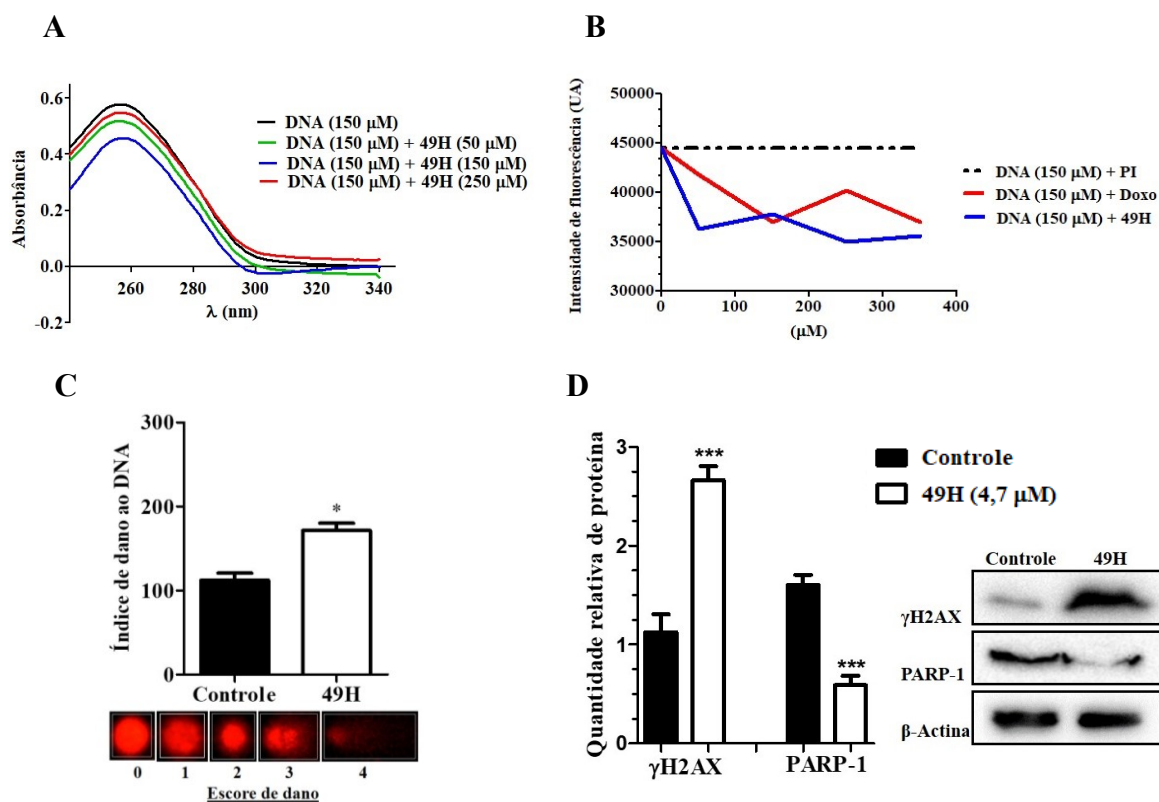 A
Absorbância
0.6
0.4
0.2
0.0
-0.2
260
280
300
320
340
λ (nm)
DNA (150 µM)
DNA (150 µM) + 49H (50 µM)
DNA (150 µM) + 49H (150 µM)
DNA (150 µM) + 49H (250 µM)
B
Intensidade de fluorescência (UA)
50000
45000
40000
35000
30000
0
100
200
300
400
(µM)
DNA (150 µM) + PI
DNA (150 µM) + Doxo
DNA (150 µM) + 49H
C
Índice de dano ao DNA
300
200
100
0
*
Controle
49H
0
1
2
3
4
Escore de dano
D
Quantidade relativa de proteína
3
2
1
0
***
***
γH2AX
PARP-1
Controle
49H (4,7 µM)
Controle
49H
γH2AX
PARP-1
β-Actina